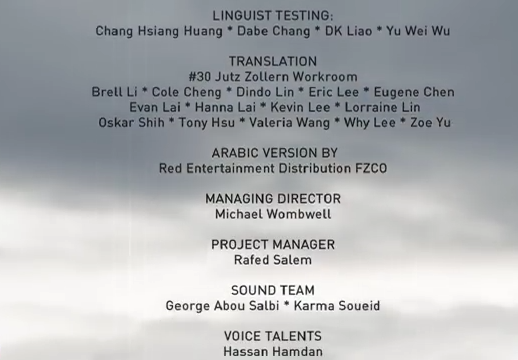 LINGUIST TESTING:
Chang Hsiang Huang * Dabe Chang * DK Liao * Yu Wei Wu
TRANSLATION
#30 Jutz Zollern Workroom
Brell Li * Cole Cheng * Dindo Lin * Eric Lee * Eugene Chen
Evan Lai * Hanna Lai * Kevin Lee * Lorraine Lin
Oskar Shih * Tony Hsu * Valeria Wang * Why Lee * Zoe Yu
ARABIC VERSION BY
Red Entertainment Distribution FZCO
MANAGING DIRECTOR
Michael Wombwell
PROJECT MANAGER
Rafed Salem
SOUND TEAM
George Abou Salbi * Karma Soueid
VOICE TALENTS
Hassan Hamdan